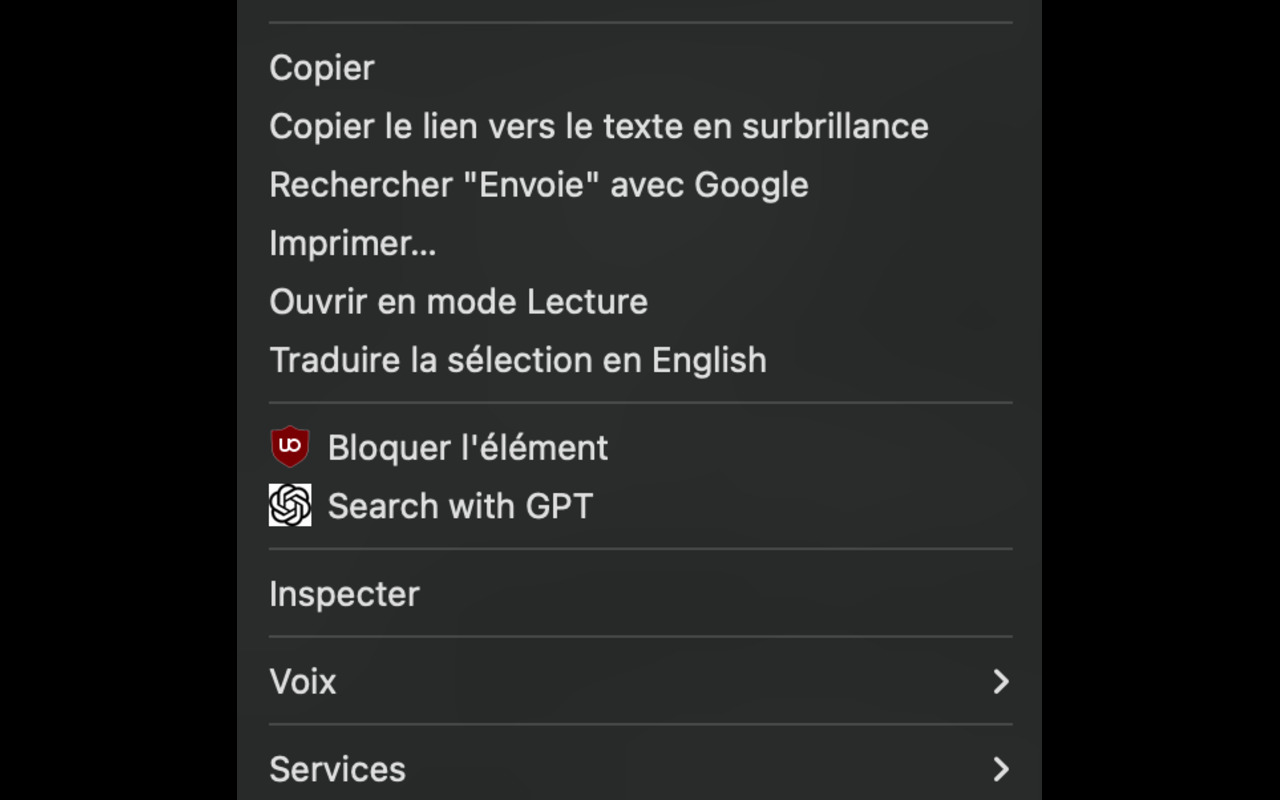 Copier
Copier le lien vers le texte en surbrillance
Rechercher "Envoie" avec Google
Imprimer...
Ouvrir en mode Lecture
Traduire la sélection en English
Bloquer l'élément
Search with GPT
Inspecter
Voix
Services